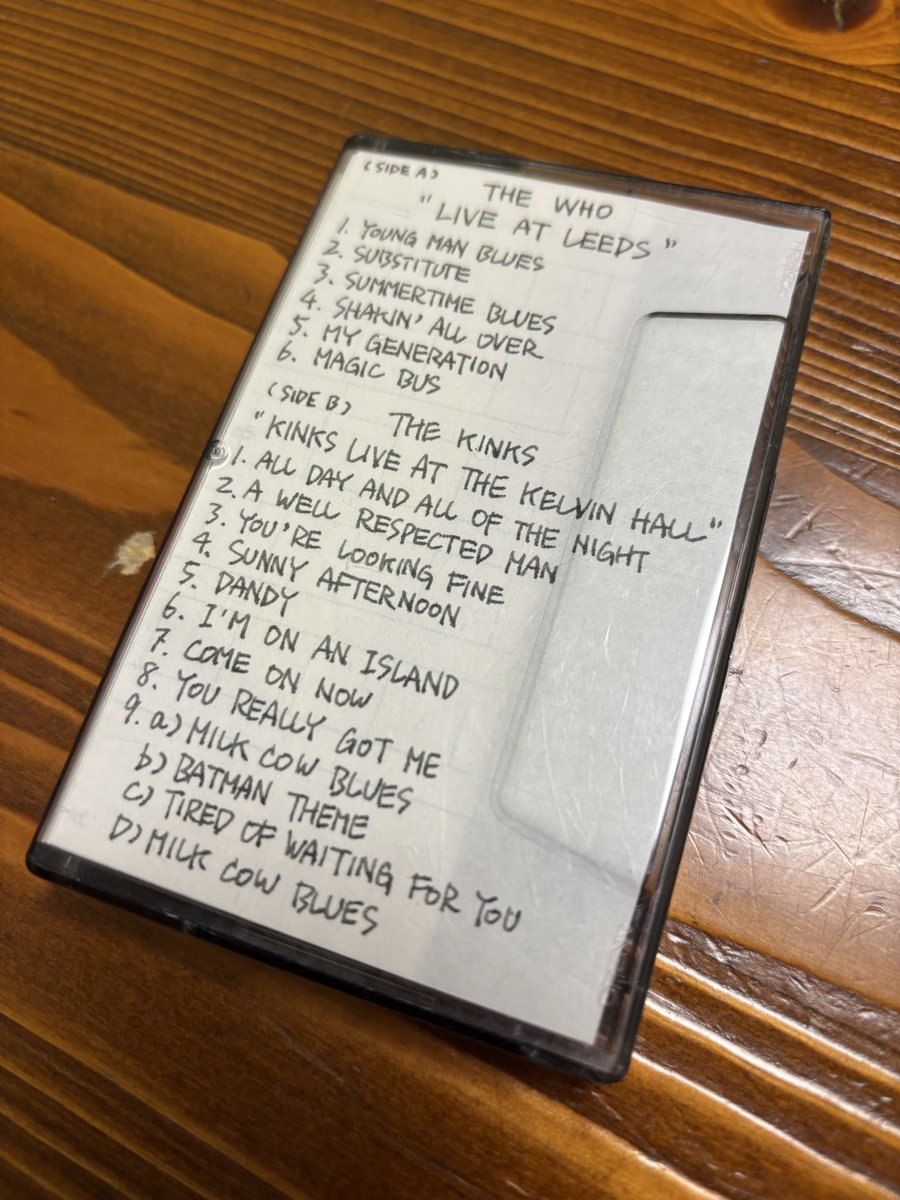 (SIDE A)
THE WHO
"LIVE AT LEEDS"
1. YOUNG MAN BLUES
2. SUBSTITUTE
3. SUMMERTIME BLUES
4. SHAKIN' ALL OVER
5. MY GENERATION
6. MAGIC BUS
(SIDE B)
THE KINKS
"KINKS LIVE AT THE KELVIN HALL"
1. ALL DAY AND ALL OF THE NIGHT
2. A WELL RESPECTED MAN
3. YOU'RE LOOKING FINE
4. SUNNY AFTERNOON
5. DANDY
6. I'M ON AN ISLAND
7. COME ON NOW
8. YOU REALLY GOT ME
9. a) MILK COW BLUES
b) BATMAN THEME
c) TIRED OF WAITING FOR YOU
D) MILK COW BLUES